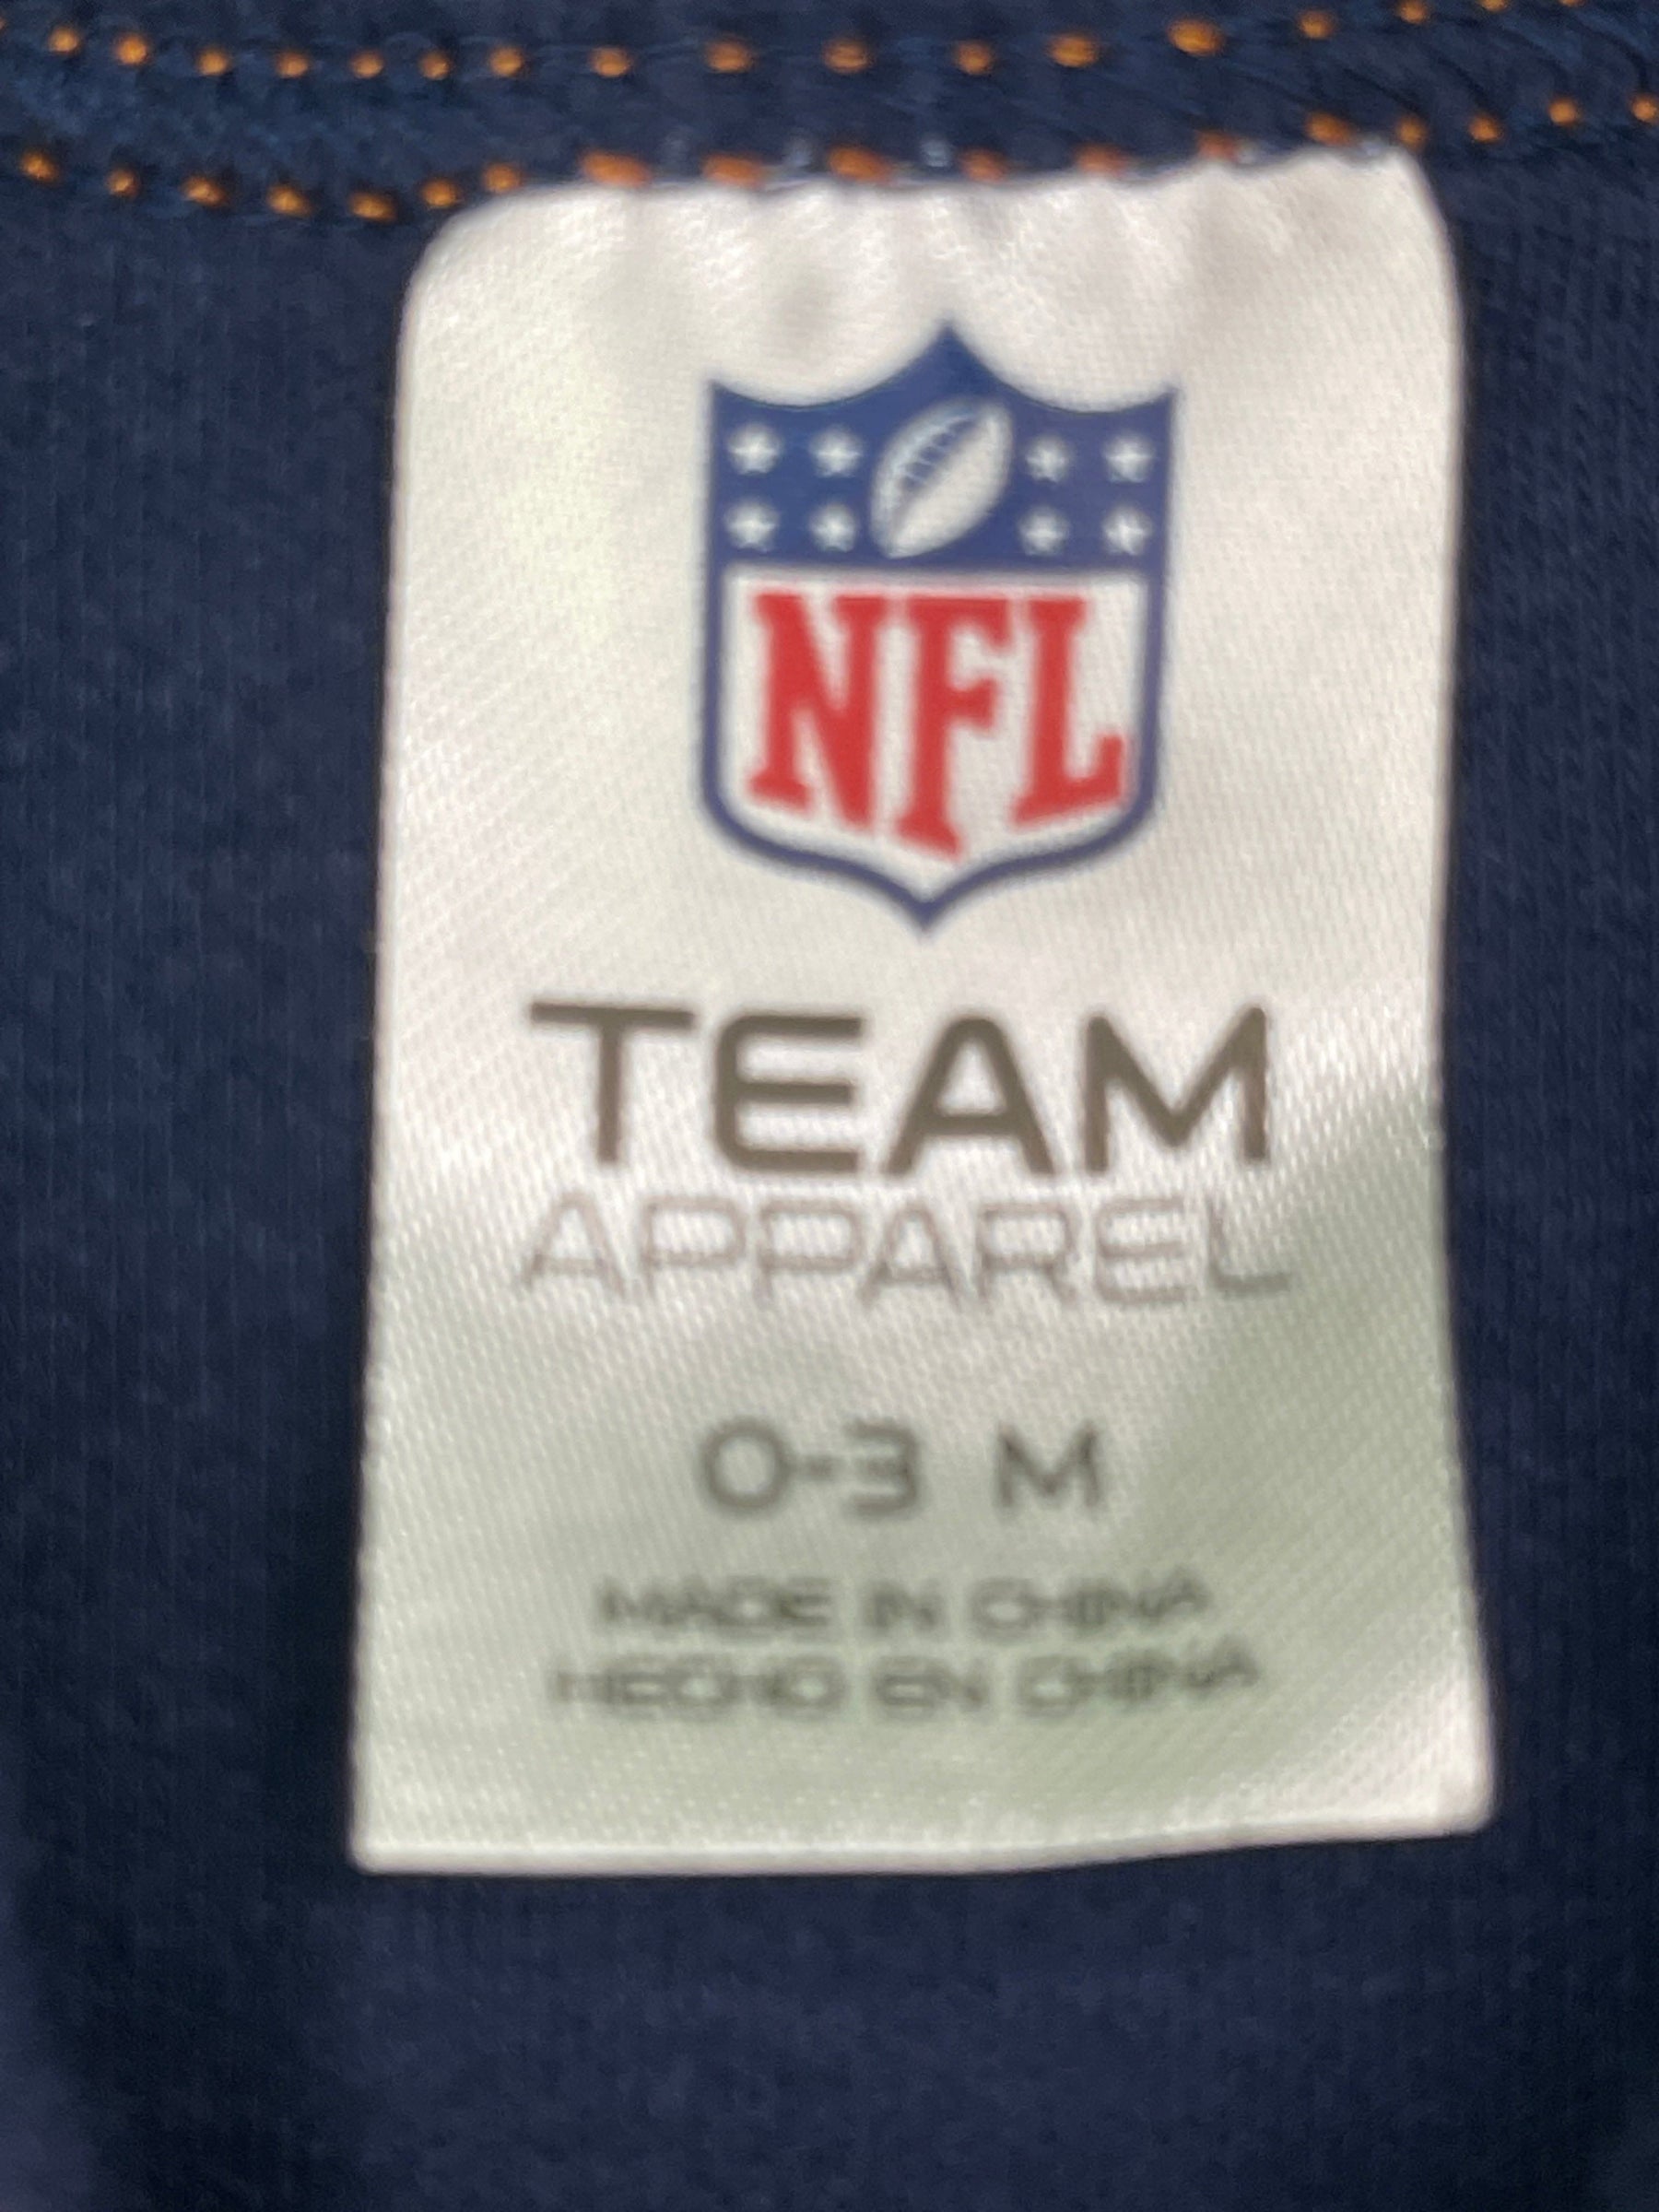 NFL
TEAM
APPAREL
0-3 M
MADE IN CHINA
HECHO EN CHINA